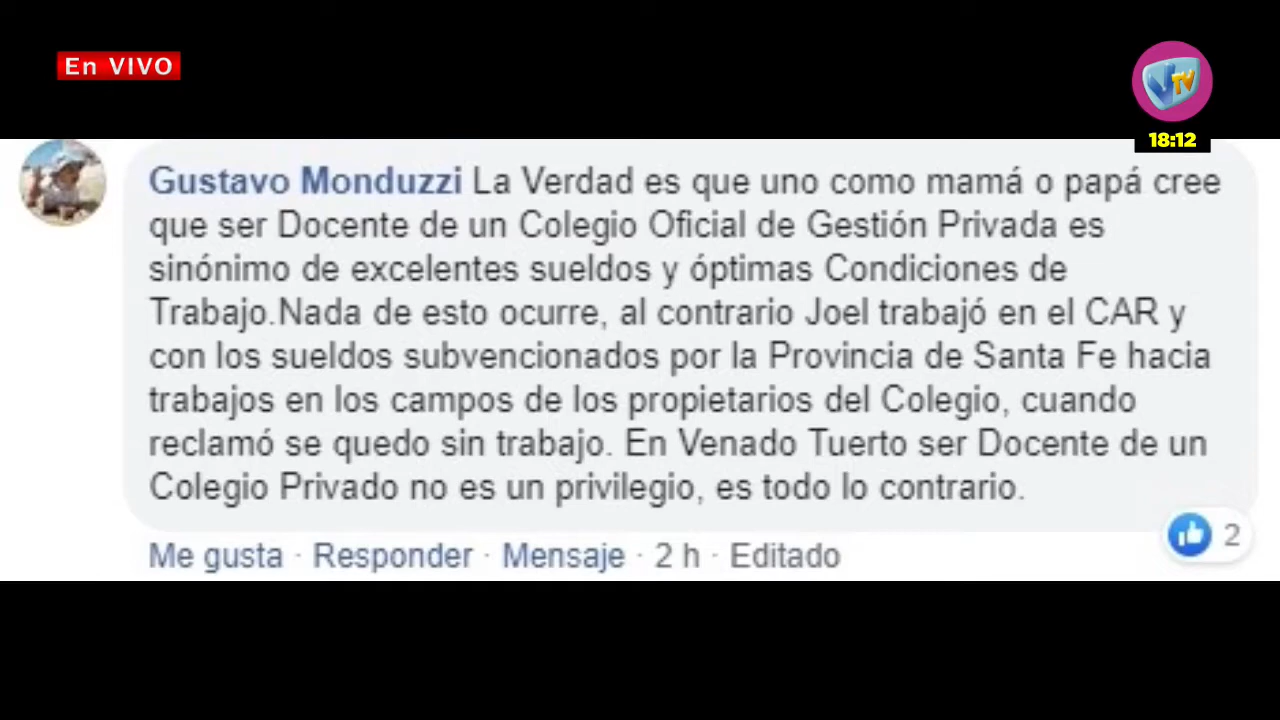 En VIVO
VTV
18:12
Gustavo Monduzzi La Verdad es que uno como mamá o papá cree
que ser Docente de un Colegio Oficial de Gestión Privada es
sinónimo de excelentes sueldos y óptimas Condiciones de
Trabajo.Nada de esto ocurre, al contrario Joel trabajó en el CAR y
con los sueldos subvencionados por la Provincia de Santa Fe hacia
trabajos en los campos de los propietarios del Colegio, cuando
reclamó se quedo sin trabajo. En Venado Tuerto ser Docente de un
Colegio Privado no es un privilegio, es todo lo contrario.
Me gusta · Responder · Mensaje · 2 h · Editado
2